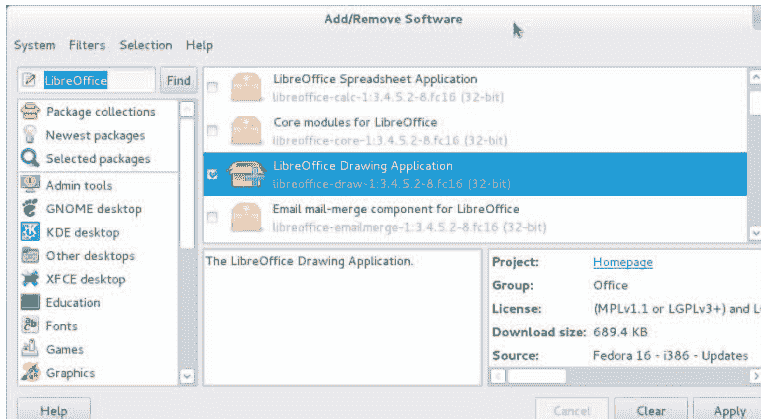 Add/Remove Software
System Filters Selection Help
LibreOffice Find
Package collections
Newest packages
Selected packages
Admin tools
GNOME desktop
KDE desktop
Other desktops
XFCE desktop
Education
Fonts
Games
Graphics
LibreOffice Spreadsheet Application
libreoffice-calc-1:3.4.5.2-8.fc16 (32-bit)
Core modules for LibreOffice
libreoffice-core-1:3.4.5.2-8.fc16 (32-bit)
LibreOffice Drawing Application
libreoffice-draw-1:3.4.5.2-8.fc16 (32-bit)
Email mail-merge component for LibreOffice
libreoffice-emailmerge-1:3.4.5.2-8.fc16 (32-bit)
The LibreOffice Drawing Application.
Project: Homepage
Group: Office
License: (MPLv1.1 or LGPLv3+) and
Download size: 689.4 KB
Source: Fedora 16 - i386 - Updates
Help Cancel Clear Apply